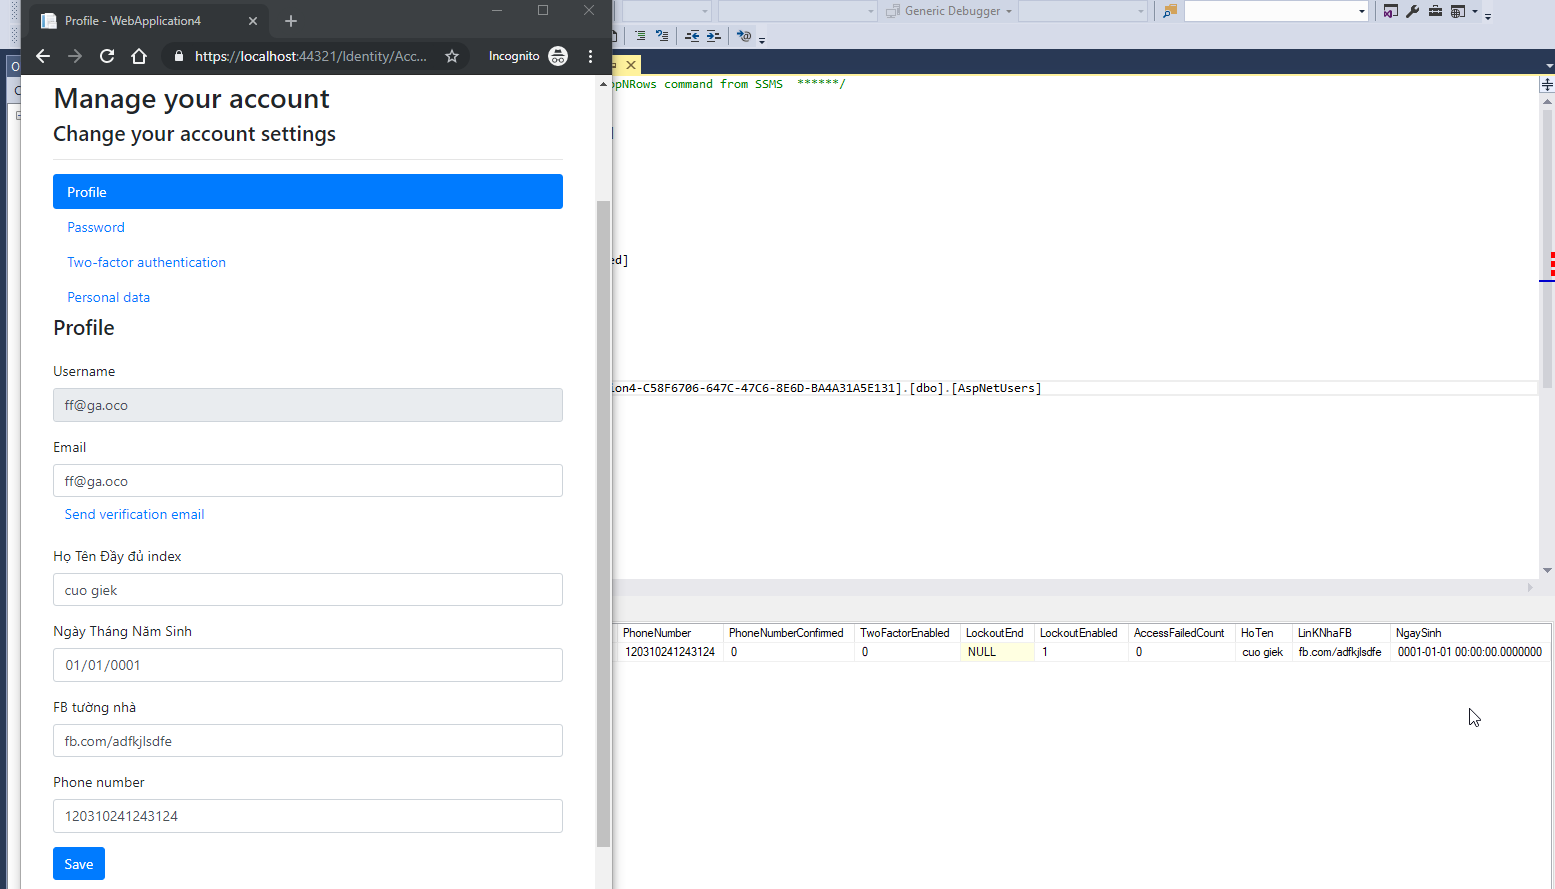 Profile - WebApplication4
https://localhost:44321/Identity/Acc...
Incognito
Manage your account
Change your account settings
Profile
Password
Two-factor authentication
Personal data
Profile
Username
ff@ga.oco
Email
ff@ga.oco
Send verification email
Họ Tên Đầy đủ index
cuo giek
Ngày Tháng Năm Sinh
01/01/0001
FB tường nhà
fb.com/adfkjlsdfe
Phone number
120310241243124
Save
Generic Debugger
opNRows command from SSMS ******/
]
ed]
ion4-C58F6706-647C-47C6-8E6D-BA4A31A5E131].[dbo].[AspNetUsers]
PhoneNumber PhoneNumberConfirmed TwoFactorEnabled LockoutEnd LockoutEnabled AccessFailedCount HoTen LinKNhaFB NgaySinh
120310241243124 0 0 NULL 1 0 cuo giek fb.com/adfkjlsdfe 0001-01-01 00:00:00.0000000